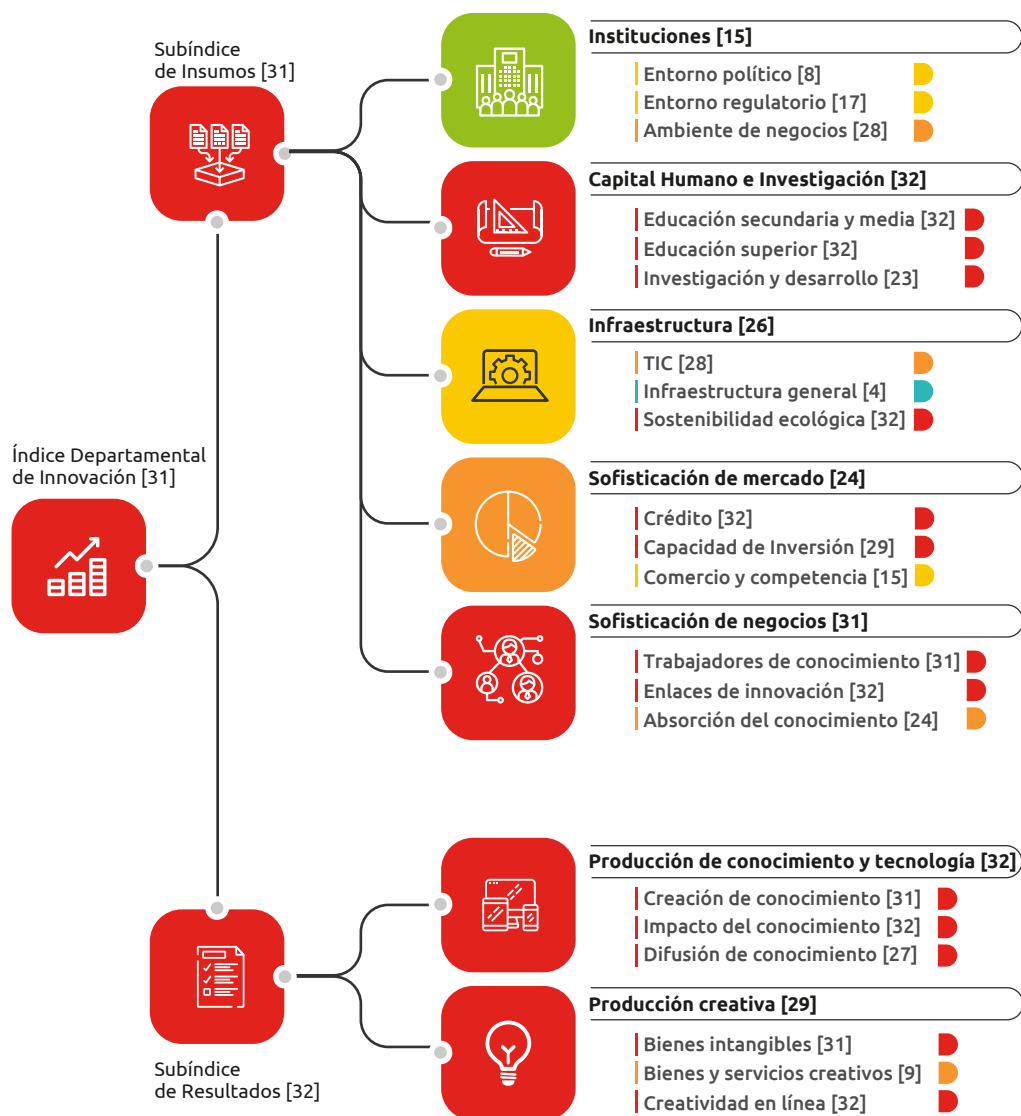 Subíndice
de Insumos [31]
Instituciones [15]
Entorno político [8]
Entorno regulatorio [17]
Ambiente de negocios [28]
Capital Humano e Investigación [32]
Educación secundaria y media [32]
Educación superior [32]
Investigación y desarrollo [23]
Infraestructura [26]
TIC [28]
Infraestructura general [4]
Sostenibilidad ecológica [32]
Índice Departamental
de Innovación [31]
Sofisticación de mercado [24]
Crédito [32]
Capacidad de Inversión [29]
Comercio y competencia [15]
Sofisticación de negocios [31]
Trabajadores de conocimiento [31]
Enlaces de innovación [32]
Absorción del conocimiento [24]
Producción de conocimiento y tecnología [32]
Creación de conocimiento [31]
Impacto del conocimiento [32]
Difusión de conocimiento [27]
Producción creativa [29]
Bienes intangibles [31]
Bienes y servicios creativos [9]
Creatividad en línea [32]
Subíndice
de Resultados [32]